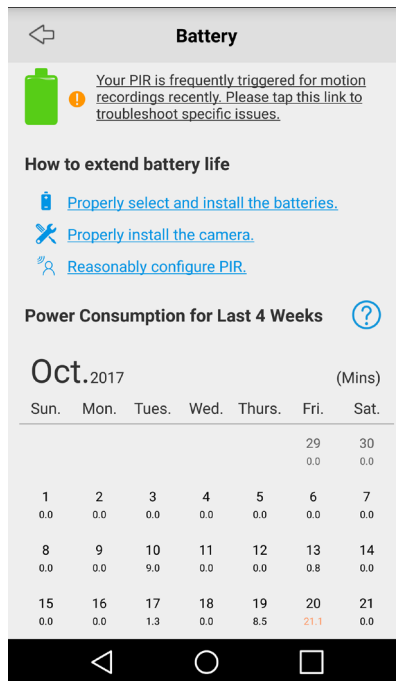 Battery
Your PIR is frequently triggered for motion
recordings recently. Please tap this link to
troubleshoot specific issues.
How to extend battery life
Properly select and install the batteries.
Properly install the camera.
Reasonably configure PIR.
Power Consumption for Last 4 Weeks
Oct.2017 (Mins)
Sun. Mon. Tues. Wed. Thurs. Fri. Sat.
29 30
0.0 0.0
1 2 3 4 5 6 7
0.0 0.0 0.0 0.0 0.0 0.0 0.0
8 9 10 11 12 13 14
0.0 0.0 9.0 0.0 0.0 0.8 0.0
15 16 17 18 19 20 21
0.0 0.0 1.3 0.0 8.5 21.1 0.0